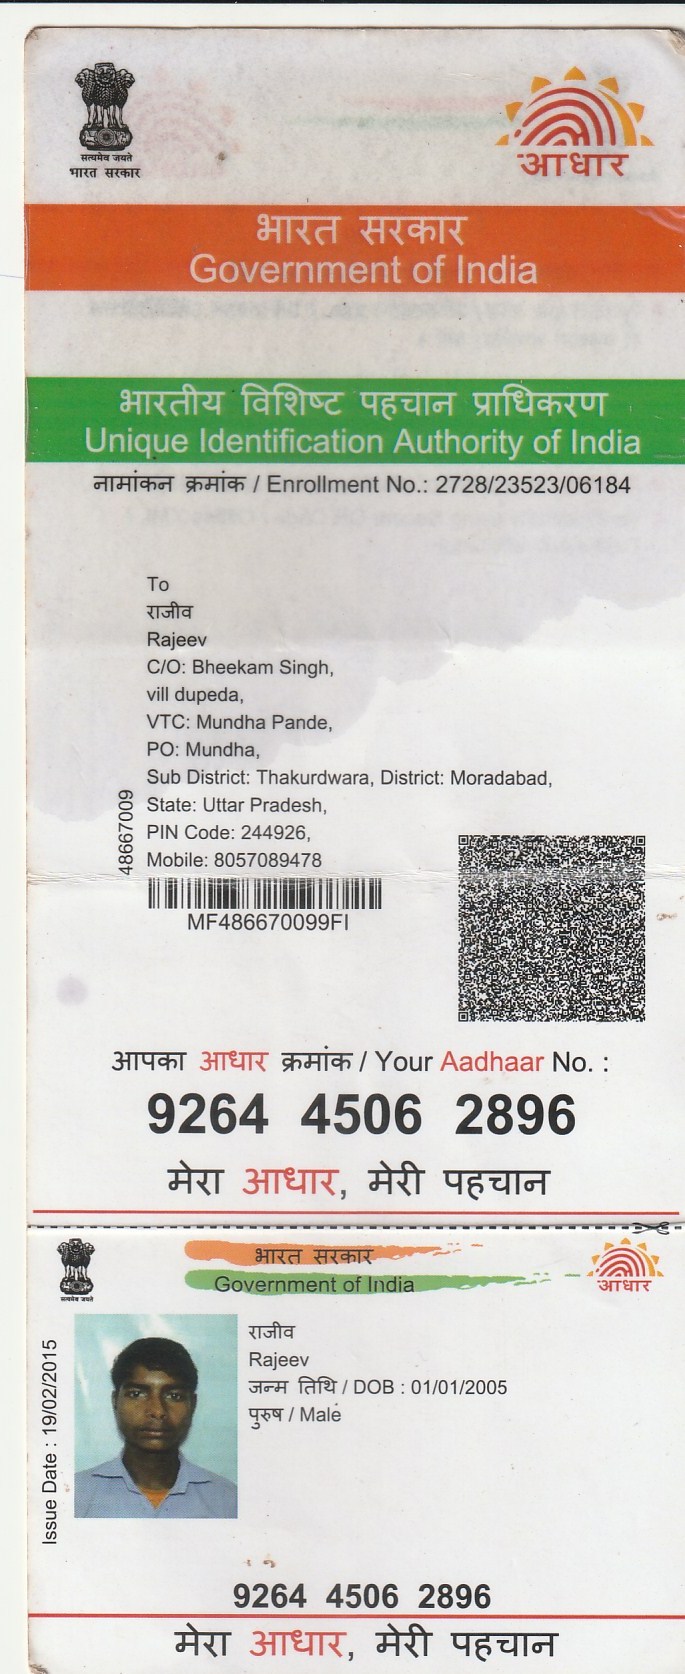 सत्यमेव जयते
भारत सरकार
आधार
भारत सरकार
Government of India
भारतीय विशिष्ट पहचान प्राधिकरण
Unique Identification Authority of India
नामांकन क्रमांक / Enrollment No.: 2728/23523/06184
To
राजीव
Rajeev
C/O: Bheekam Singh,
vill dupeda,
VTC: Mundha Pande,
PO: Mundha,
Sub District: Thakurdwara, District: Moradabad,
State: Uttar Pradesh,
PIN Code: 244926,
Mobile: 8057089478
48667009
MF486670099FI
आपका आधार क्रमांक / Your Aadhaar No. :
9264 4506 2896
मेरा आधार, मेरी पहचान
सत्यमेव जयते
भारत सरकार
Government of India
आधार
Issue Date : 19/02/2015
राजीव
Rajeev
जन्म तिथि / DOB : 01/01/2005
पुरुष / Male
9264 4506 2896
मेरा आधार, मेरी पहचान